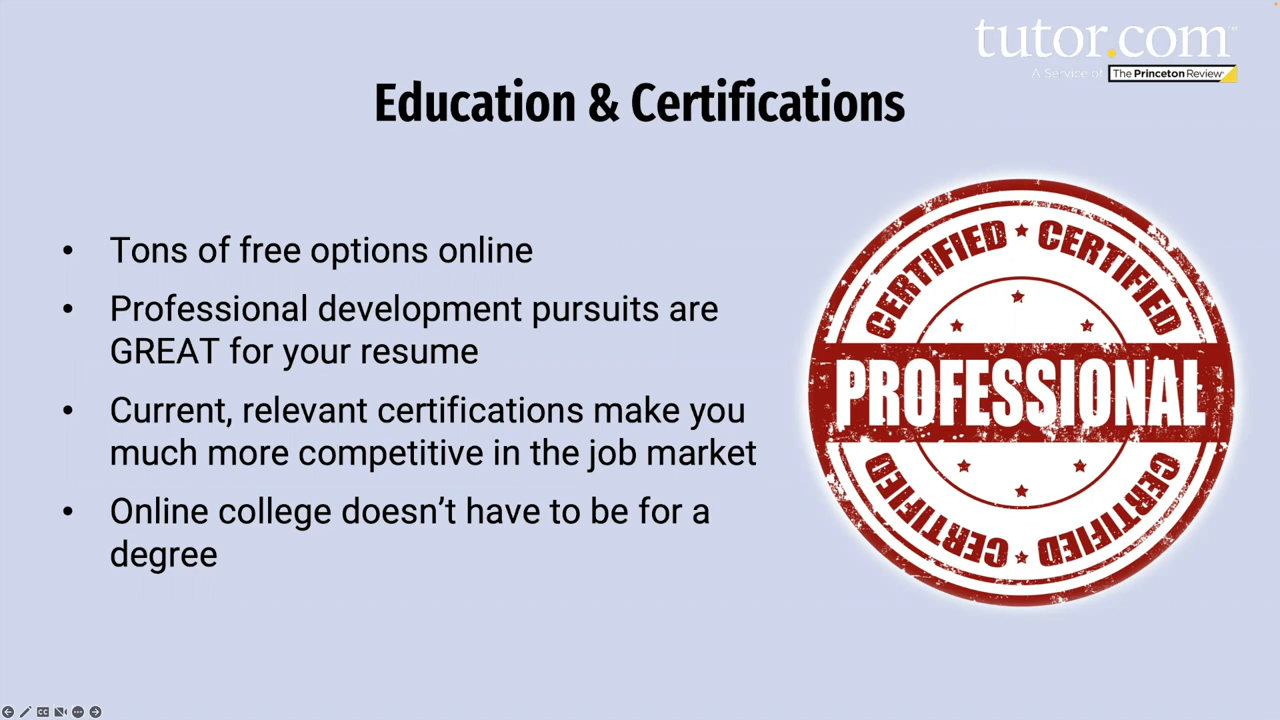 tutor.com
A Service of The Princeton Review
Education & Certifications
• Tons of free options online
• Professional development pursuits are
GREAT for your resume
• Current, relevant certifications make you
much more competitive in the job market
• Online college doesn’t have to be for a
degree
CERTIFIED ★ CERTIFIED
PROFESSIONAL
CERTIFIED ★ CERTIFIED